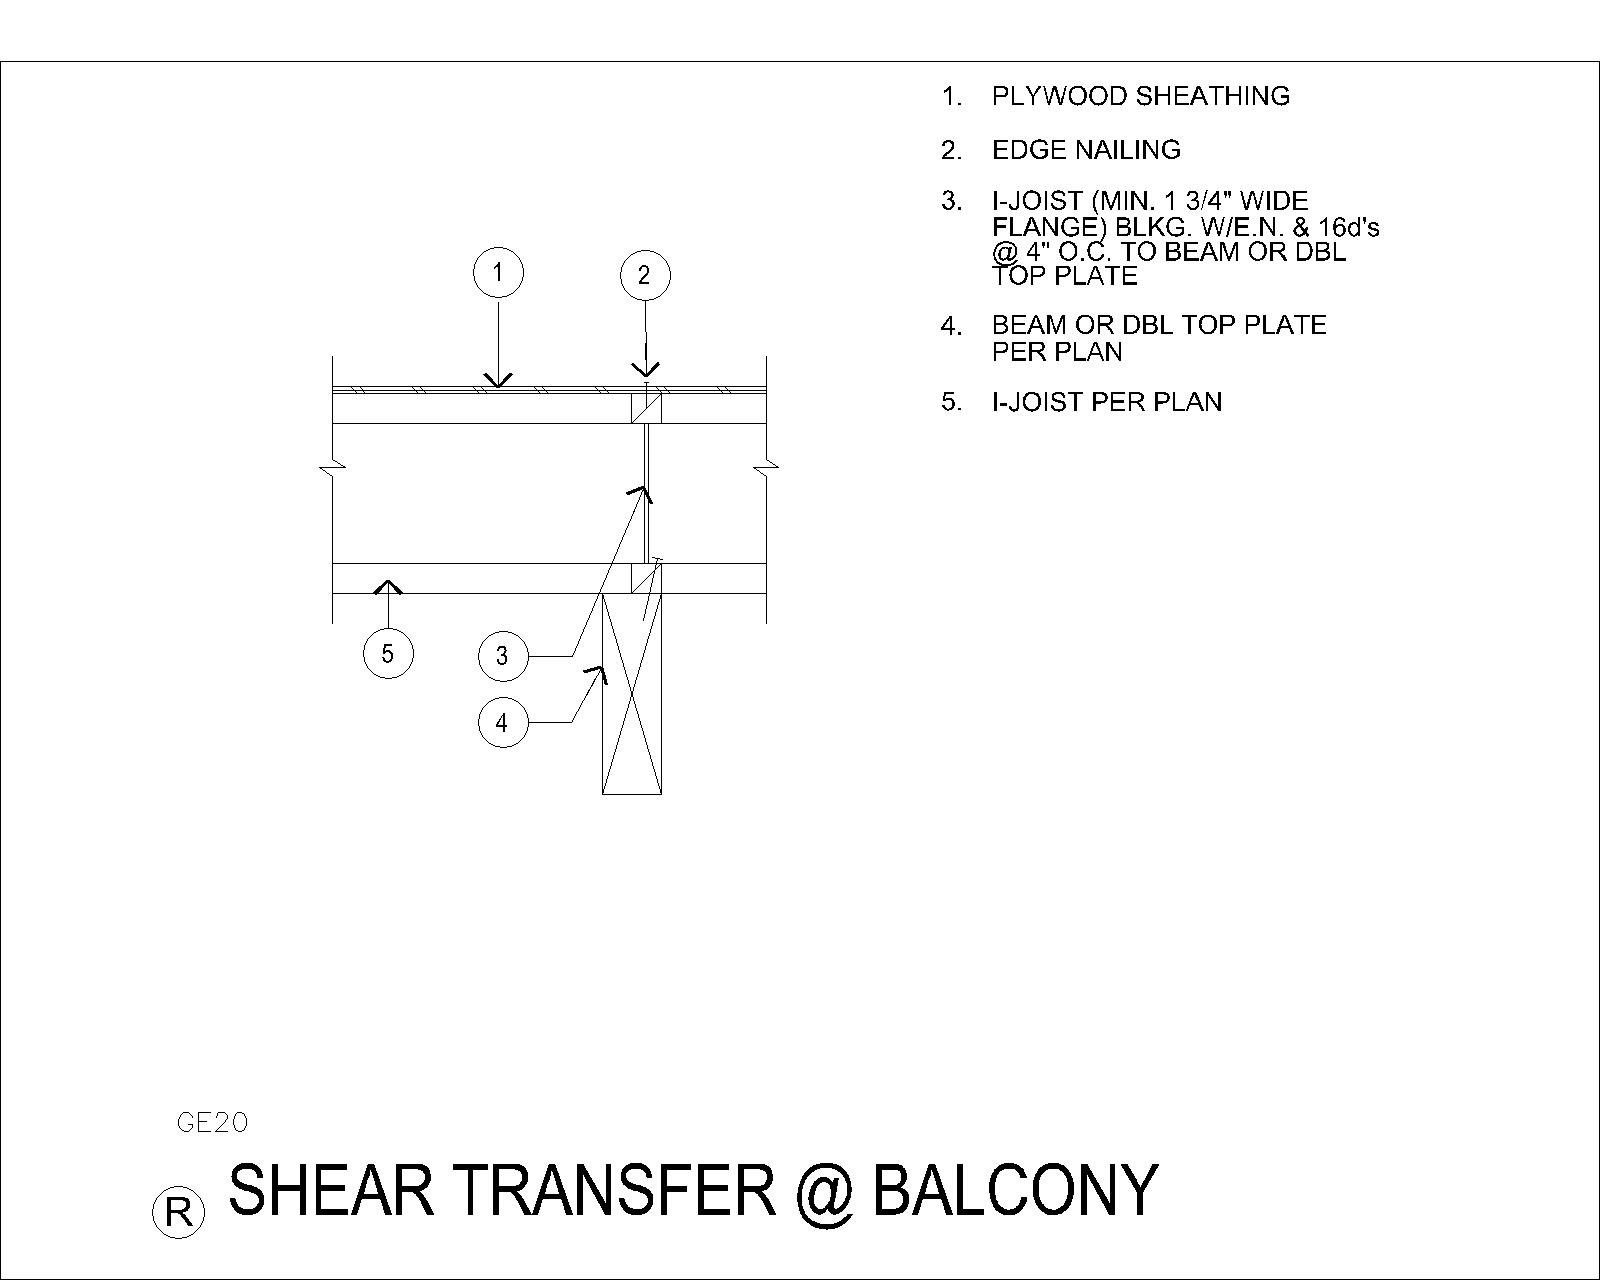 1. PLYWOOD SHEATHING
2. EDGE NAILING
3. I-JOIST (MIN. 1 3/4" WIDE
FLANGE) BLKG. W/E.N. & 16d's
@ 4" O.C. TO BEAM OR DBL
TOP PLATE
4. BEAM OR DBL TOP PLATE
PER PLAN
5. I-JOIST PER PLAN
1
2
5
3
4
GE20
R SHEAR TRANSFER @ BALCONY